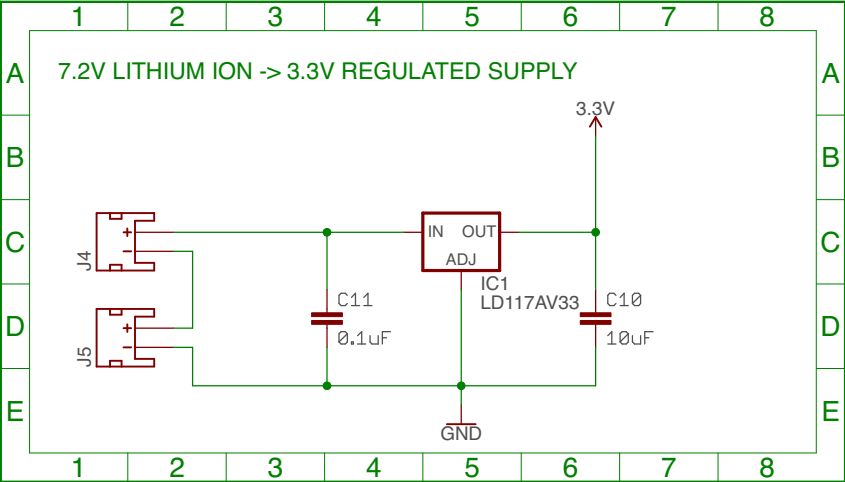 1 2 3 4 5 6 7 8
A A
7.2V LITHIUM ION -> 3.3V REGULATED SUPPLY
3.3V
B B
C C
+
-
J4
IN OUT
ADJ
IC1
LD117AV33
C11
0.1uF
C10
10uF
D D
+
-
J5
E E
GND
1 2 3 4 5 6 7 8